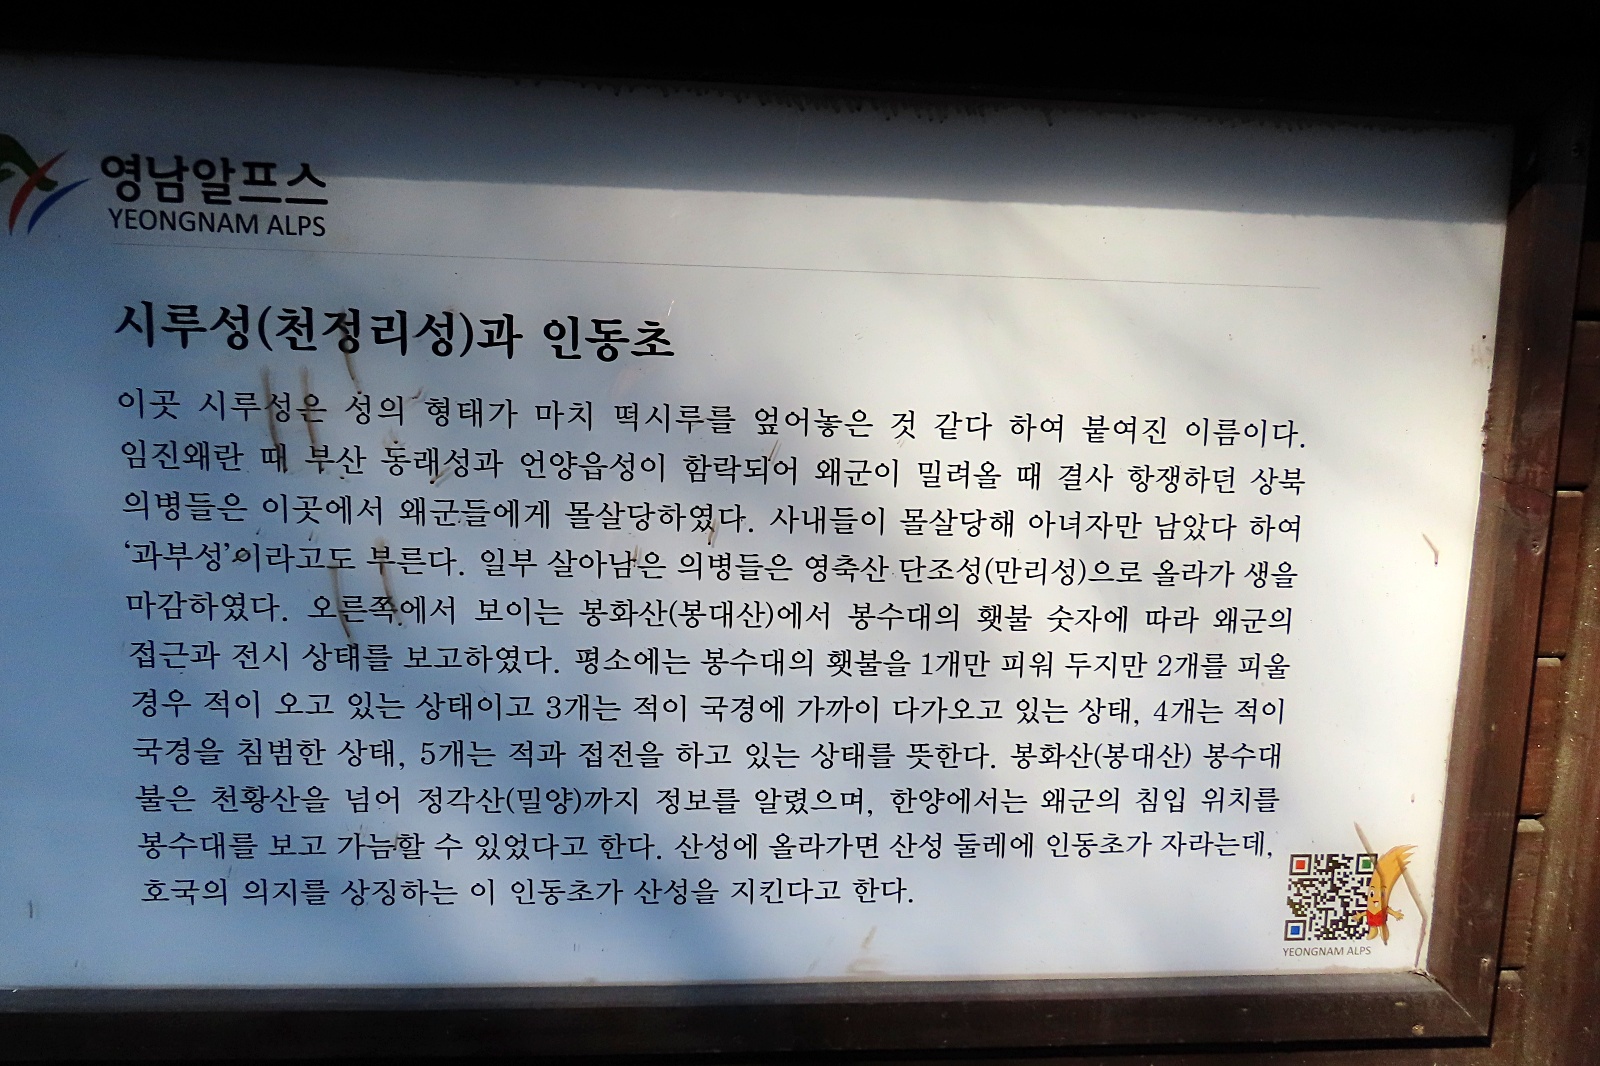 영남알프스
YEONGNAM ALPS
시루성(천정리성)과 인동초
이곳 시루성은 성의 형태가 마치 떡시루를 엎어놓은 것 같다 하여 붙여진 이름이다.
임진왜란 때 부산 동래성과 언양읍성이 함락되어 왜군이 밀려올 때 결사 항쟁하던 상북
의병들은 이곳에서 왜군들에게 몰살당하였다. 사내들이 몰살당해 아녀자만 남았다 하여
‘과부성’이라고도 부른다. 일부 살아남은 의병들은 영축산 단조성(만리성)으로 올라가 생을
마감하였다. 오른쪽에서 보이는 봉화산(봉대산)에서 봉수대의 횃불 숫자에 따라 왜군의
접근과 전시 상태를 보고하였다. 평소에는 봉수대의 횃불을 1개만 피워 두지만 2개를 피울
경우 적이 오고 있는 상태이고 3개는 적이 국경에 가까이 다가오고 있는 상태, 4개는 적이
국경을 침범한 상태, 5개는 적과 접전을 하고 있는 상태를 뜻한다. 봉화산(봉대산) 봉수대
불은 천황산을 넘어 정각산(밀양)까지 정보를 알렸으며, 한양에서는 왜군의 침입 위치를
봉수대를 보고 가늠할 수 있었다고 한다. 산성에 올라가면 산성 둘레에 인동초가 자라는데,
호국의 의지를 상징하는 이 인동초가 산성을 지킨다고 한다.
YEONGNAM ALPS